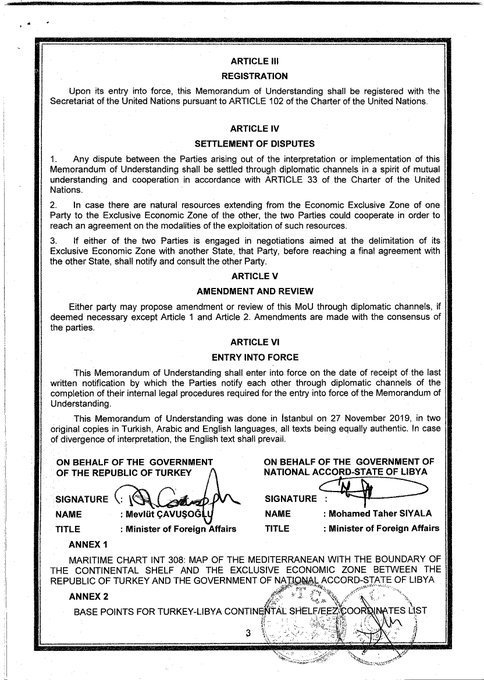 ARTICLE III
REGISTRATION
Upon its entry into force, this Memorandum of Understanding shall be registered with the
Secretariat of the United Nations pursuant to ARTICLE 102 of the Charter of the United Nations.
ARTICLE IV
SETTLEMENT OF DISPUTES
1. Any dispute between the Parties arising out of the interpretation or implementation of this
Memorandum of Understanding shall be settled through diplomatic channels in a spirit of mutual
understanding and cooperation in accordance with ARTICLE 33 of the Charter of the United
Nations.
2. In case there are natural resources extending from the Economic Exclusive Zone of one
Party to the Exclusive Economic Zone of the other, the two Parties could cooperate in order to
reach an agreement on the modalities of the exploitation of such resources.
3. If either of the two Parties is engaged in negotiations aimed at the delimitation of its
Exclusive Economic Zone with another State, that Party, before reaching a final agreement with
the other State, shall notify and consult the other Party.
ARTICLE V
AMENDMENT AND REVIEW
Either party may propose amendment or review of this MoU through diplomatic channels, if
deemed necessary except Article 1 and Article 2. Amendments are made with the consensus of
the parties.
ARTICLE VI
ENTRY INTO FORCE
This Memorandum of Understanding shall enter into force on the date of receipt of the last
written notification by which the Parties notify each other through diplomatic channels of the
completion of their internal legal procedures required for the entry into force of the Memorandum of
Understanding.
This Memorandum of Understanding was done in İstanbul on 27 November 2019, in two
original copies in Turkish, Arabic and English languages, all texts being equally authentic. In case
of divergence of interpretation, the English text shall prevail.
ON BEHALF OF THE GOVERNMENT
OF THE REPUBLIC OF TURKEY
SIGNATURE :
NAME : Mevlüt ÇAVUŞOĞLU
TITLE : Minister of Foreign Affairs
ON BEHALF OF THE GOVERNMENT OF
NATIONAL ACCORD-STATE OF LIBYA
SIGNATURE :
NAME : Mohamed Taher SIYALA
TITLE : Minister of Foreign Affairs
ANNEX 1
MARITIME CHART INT 308: MAP OF THE MEDITERRANEAN WITH THE BOUNDARY OF
THE CONTINENTAL SHELF AND THE EXCLUSIVE ECONOMIC ZONE BETWEEN THE
REPUBLIC OF TURKEY AND THE GOVERNMENT OF NATIONAL ACCORD-STATE OF LIBYA
ANNEX 2
BASE POINTS FOR TURKEY-LIBYA CONTINENTAL SHELF/EEZ COORDINATES LIST
3